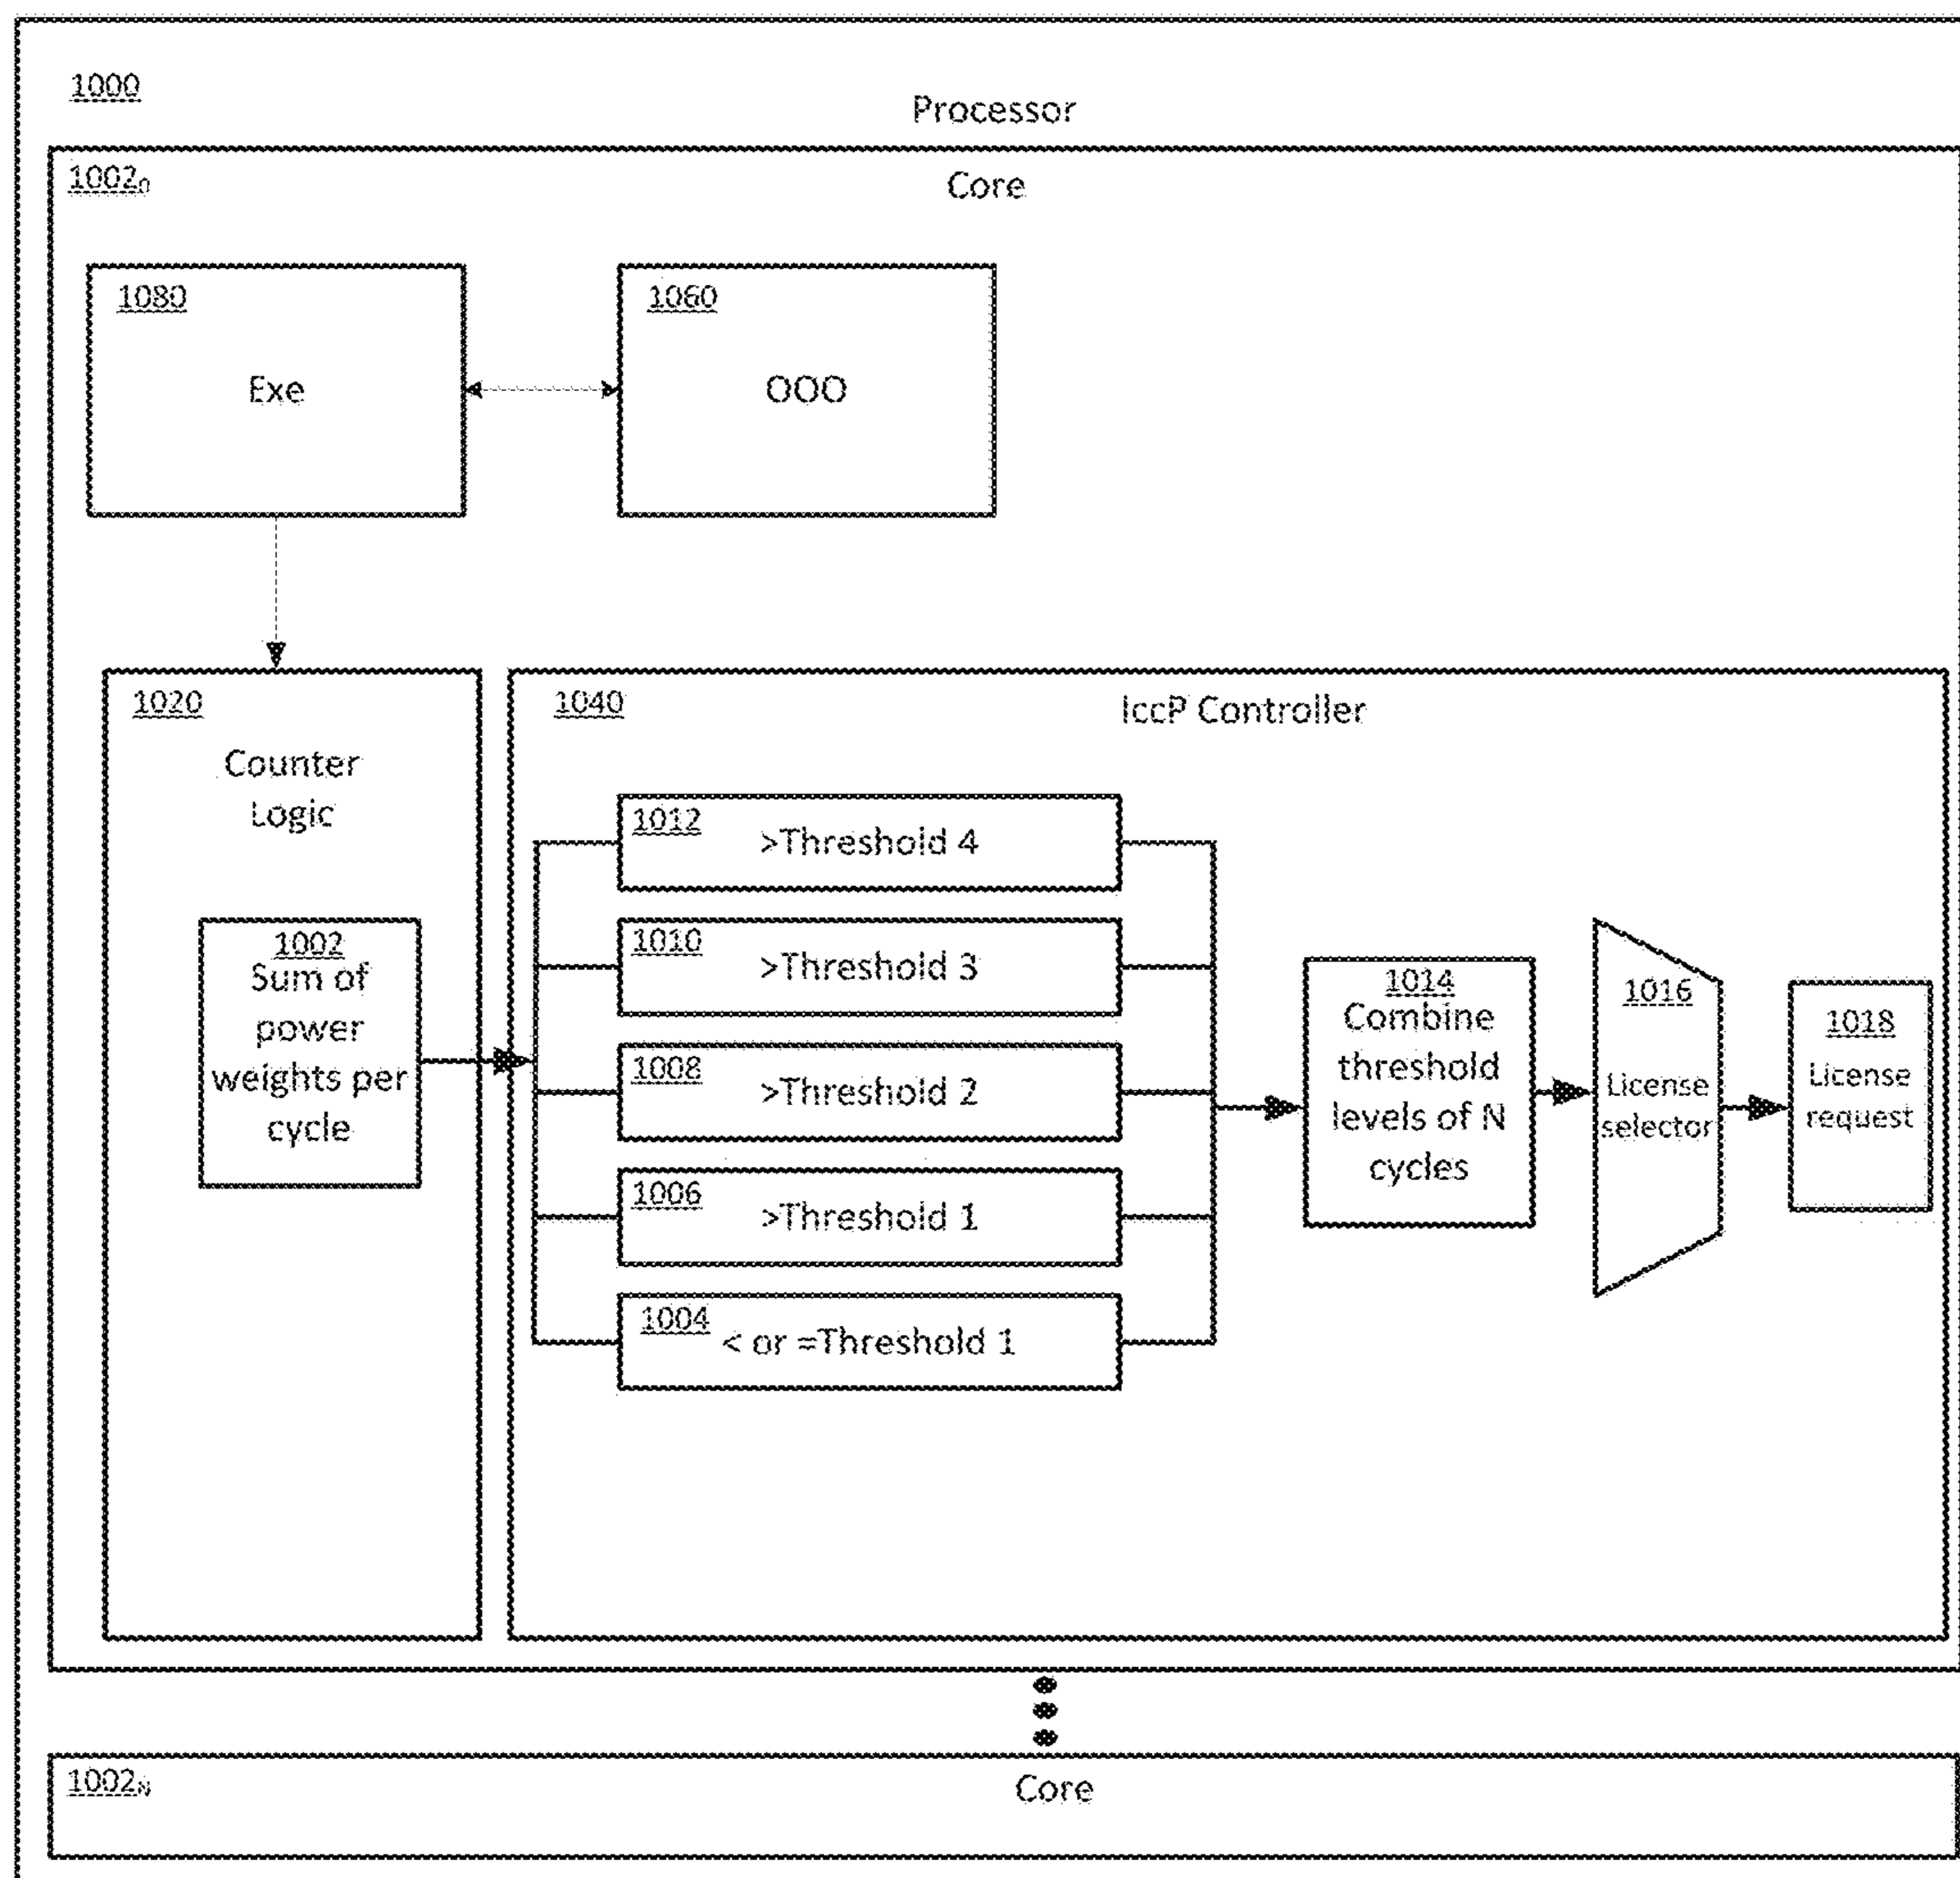 1000
Processor
1002₀
Core
1080
Exe
1060
OOO
1020
Counter
Logic
1002
Sum of
power
weights per
cycle
1040
IccP Controller
1012
>Threshold 4
1010
>Threshold 3
1008
>Threshold 2
1006
>Threshold 1
1004
< or =Threshold 1
1014
Combine
threshold
levels of N
cycles
1016
License
selector
1018
License
request
1002N
Core